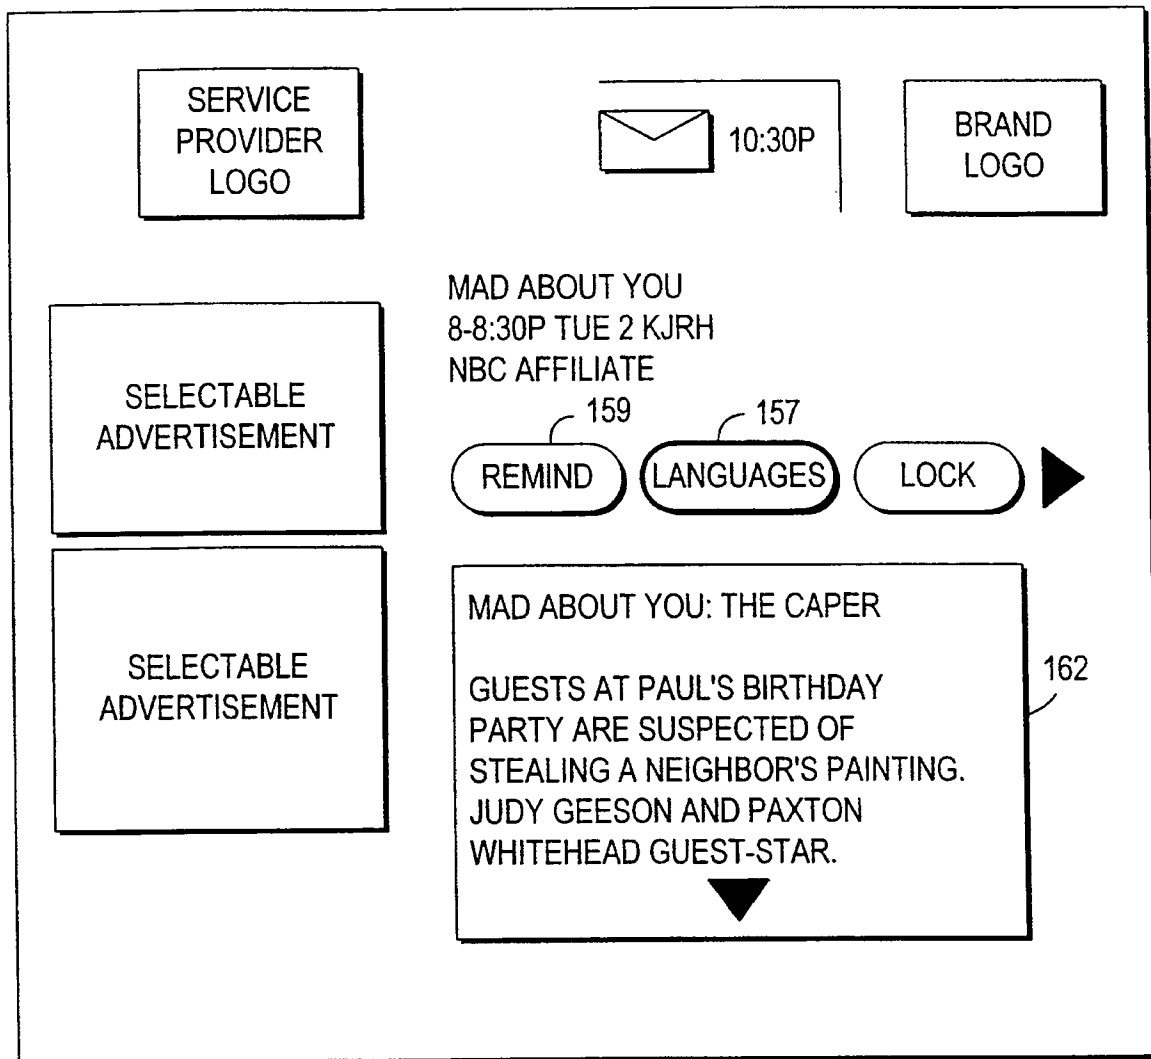 SERVICE
PROVIDER
LOGO
10:30P
BRAND
LOGO
SELECTABLE
ADVERTISEMENT
SELECTABLE
ADVERTISEMENT
MAD ABOUT YOU
8-8:30P TUE 2 KJRH
NBC AFFILIATE
159
157
REMIND
LANGUAGES
LOCK
MAD ABOUT YOU: THE CAPER
GUESTS AT PAUL'S BIRTHDAY
PARTY ARE SUSPECTED OF
STEALING A NEIGHBOR'S PAINTING.
JUDY GEESON AND PAXTON
WHITEHEAD GUEST-STAR.
162